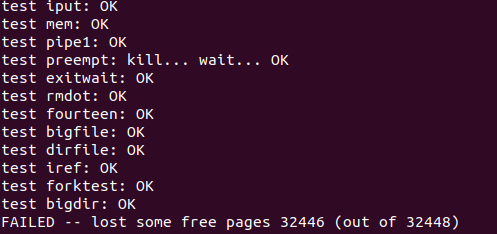 test iput: OK
test mem: OK
test pipe1: OK
test preempt: kill... wait... OK
test exitwait: OK
test rmdot: OK
test fourteen: OK
test bigfile: OK
test dirfile: OK
test iref: OK
test forktest: OK
test bigdir: OK
FAILED -- lost some free pages 32446 (out of 32448)